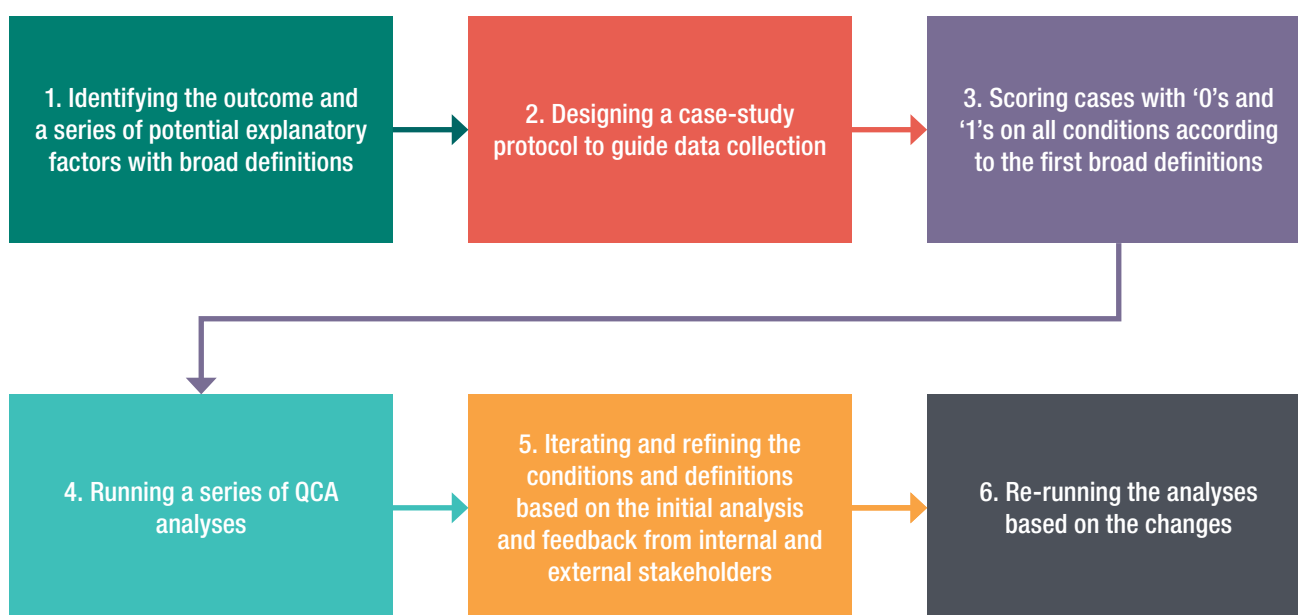 1. Identifying the outcome and
a series of potential explanatory
factors with broad definitions
2. Designing a case-study
protocol to guide data collection
3. Scoring cases with ‘0’s and
‘1’s on all conditions according
to the first broad definitions
4. Running a series of QCA
analyses
5. Iterating and refining the
conditions and definitions
based on the initial analysis
and feedback from internal and
external stakeholders
6. Re-running the analyses
based on the changes